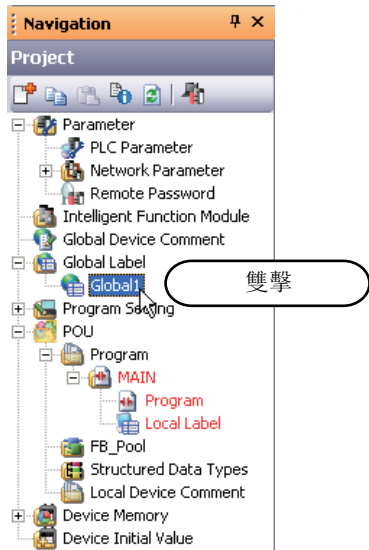 Navigation
Project
Parameter
PLC Parameter
Network Parameter
Remote Password
Intelligent Function Module
Global Device Comment
Global Label
Global1
雙擊
Program Setting
POU
Program
MAIN
Program
Local Label
FB_Pool
Structured Data Types
Local Device Comment
Device Memory
Device Initial Value